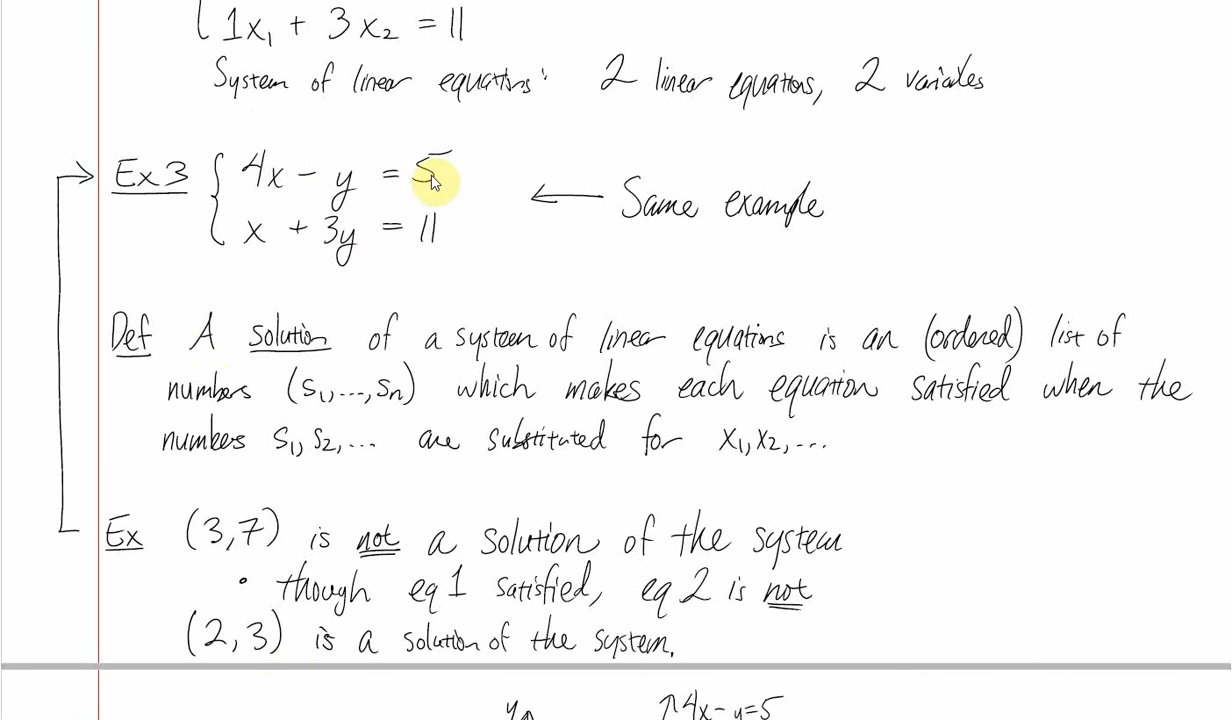 1x₁ + 3x₂ = 11
System of linear equations: 2 linear equations, 2 variables
Ex 3 { 4x - y = 5
x + 3y = 11
← Same example
Def A solution of a system of linear equations is an (ordered) list of
numbers (s₁, ..., sn) which makes each equation satisfied when the
numbers s₁, s₂, ... are substituted for x₁, x₂, ...
Ex (3,7) is not a solution of the system
• though eq 1 satisfied, eq 2 is not
(2,3) is a solution of the system.
y↑ ↑4x-y=5